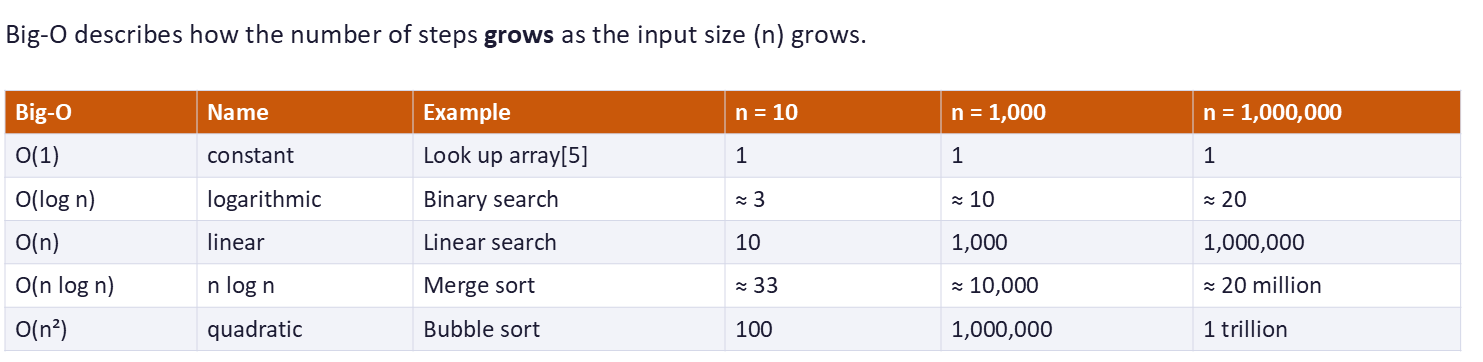 Big-O describes how the number of steps grows as the input size (n) grows.
Big-O Name Example n = 10 n = 1,000 n = 1,000,000
O(1) constant Look up array[5] 1 1 1
O(log n) logarithmic Binary search ≈ 3 ≈ 10 ≈ 20
O(n) linear Linear search 10 1,000 1,000,000
O(n log n) n log n Merge sort ≈ 33 ≈ 10,000 ≈ 20 million
O(n²) quadratic Bubble sort 100 1,000,000 1 trillion